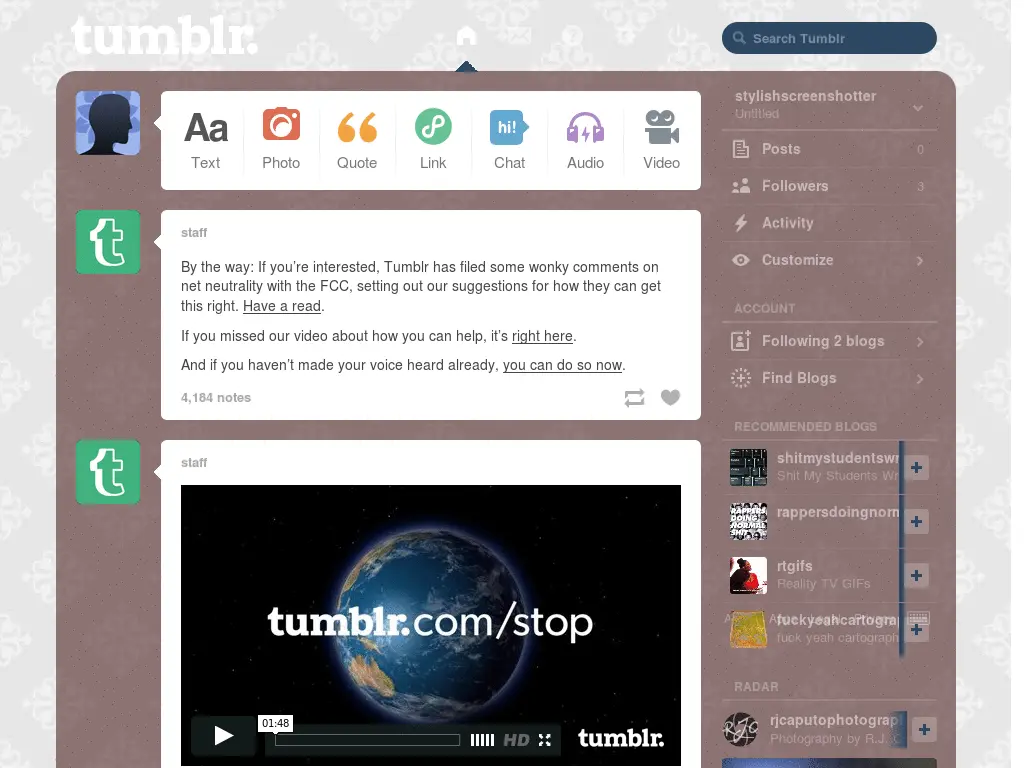 tumblr.
Search Tumblr
Aa
hi!
Text
Photo
Quote
Link
Chat
Audio
Video
staff
By the way: If you're interested, Tumblr has filed some wonky comments on
net neutrality with the FCC, setting out our suggestions for how they can get
this right. Have a read.
If you missed our video about how you can help, it's right here.
And if you haven't made your voice heard already, you can do so now.
4,184 notes
staff
tumblr.com/stop
01:48
HD
tumblr.
stylishscreenshotter
Untitled
Posts 0
Followers 3
Activity
Customize
ACCOUNT
Following 2 blogs
Find Blogs
RECOMMENDED BLOGS
shitmystudentswr
Shit My Students Wr
RAPPERS
DOING
NORMAL
SHIT
rappersdoingnorm
rtgifs
Reality TV GIFs
fuckyeahcartogra
fuck yeah cartograph
RADAR
RJC
rjcaputophotograp
Photography by R.J. C